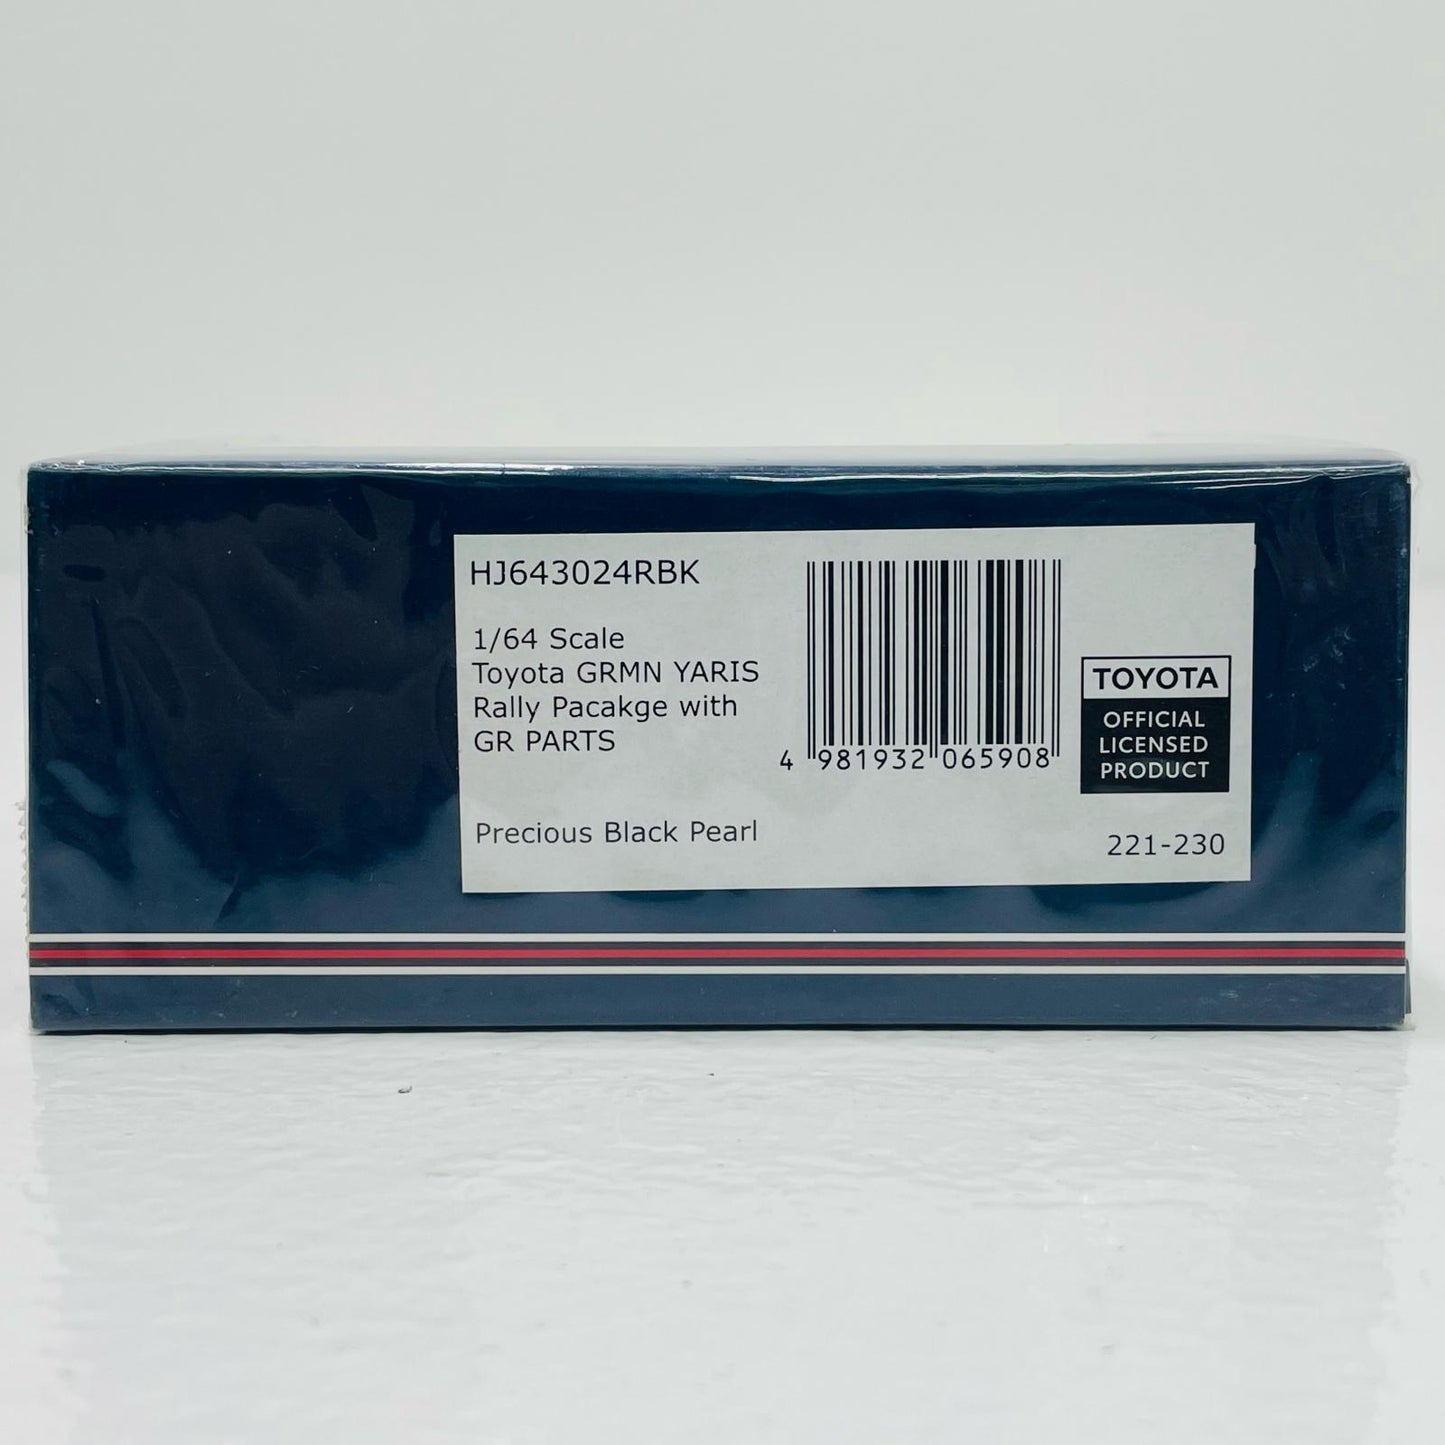 HJ643024RBK
1/64 Scale
Toyota GRMN YARIS
Rally Pacakge with
GR PARTS
Precious Black Pearl
4 981932 065908
TOYOTA
OFFICIAL
LICENSED
PRODUCT
221-230